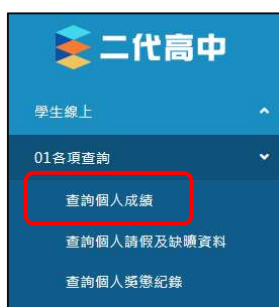 二代高中
學生線上
01各項查詢
查詢個人成績
查詢個人請假及缺曠資料
查詢個人獎懲紀錄